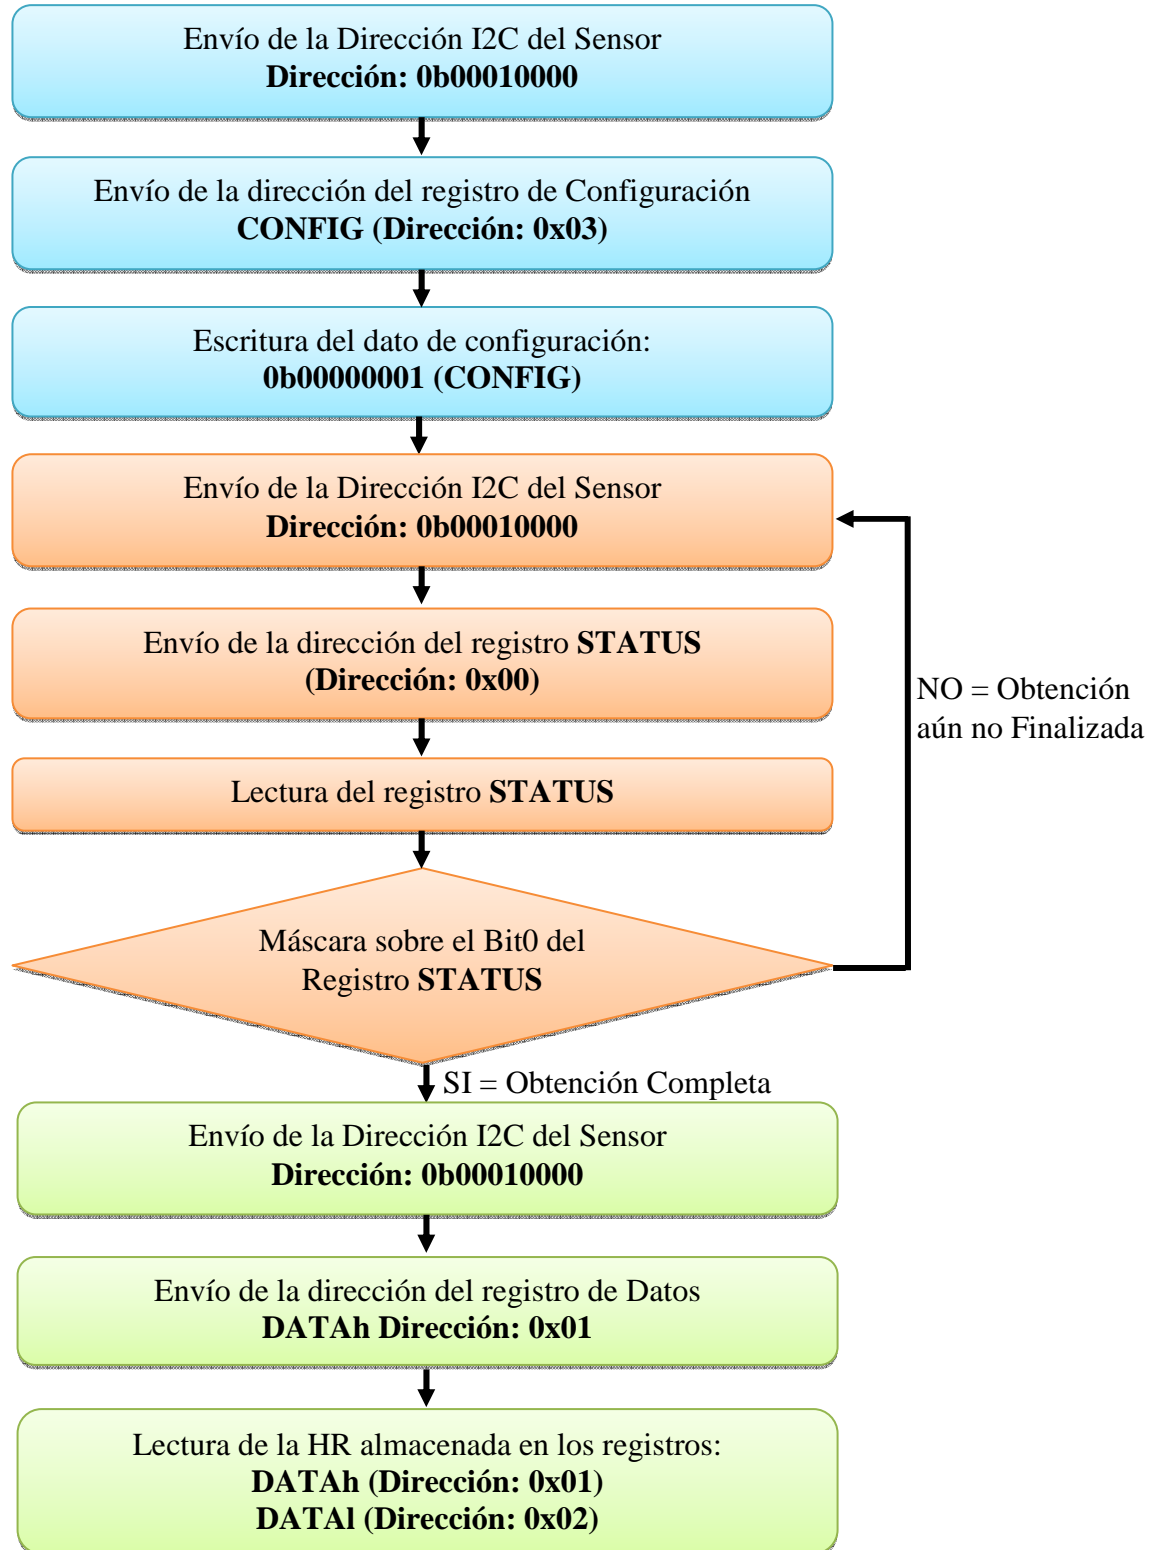 Envío de la Dirección I2C del Sensor
Dirección: 0b00010000
Envío de la dirección del registro de Configuración
CONFIG (Dirección: 0x03)
Escritura del dato de configuración:
0b00000001 (CONFIG)
Envío de la Dirección I2C del Sensor
Dirección: 0b00010000
Envío de la dirección del registro STATUS
(Dirección: 0x00)
NO = Obtención
aún no Finalizada
Lectura del registro STATUS
Máscara sobre el Bit0 del
Registro STATUS
SI = Obtención Completa
Envío de la Dirección I2C del Sensor
Dirección: 0b00010000
Envío de la dirección del registro de Datos
DATAh Dirección: 0x01
Lectura de la HR almacenada en los registros:
DATAh (Dirección: 0x01)
DATAl (Dirección: 0x02)